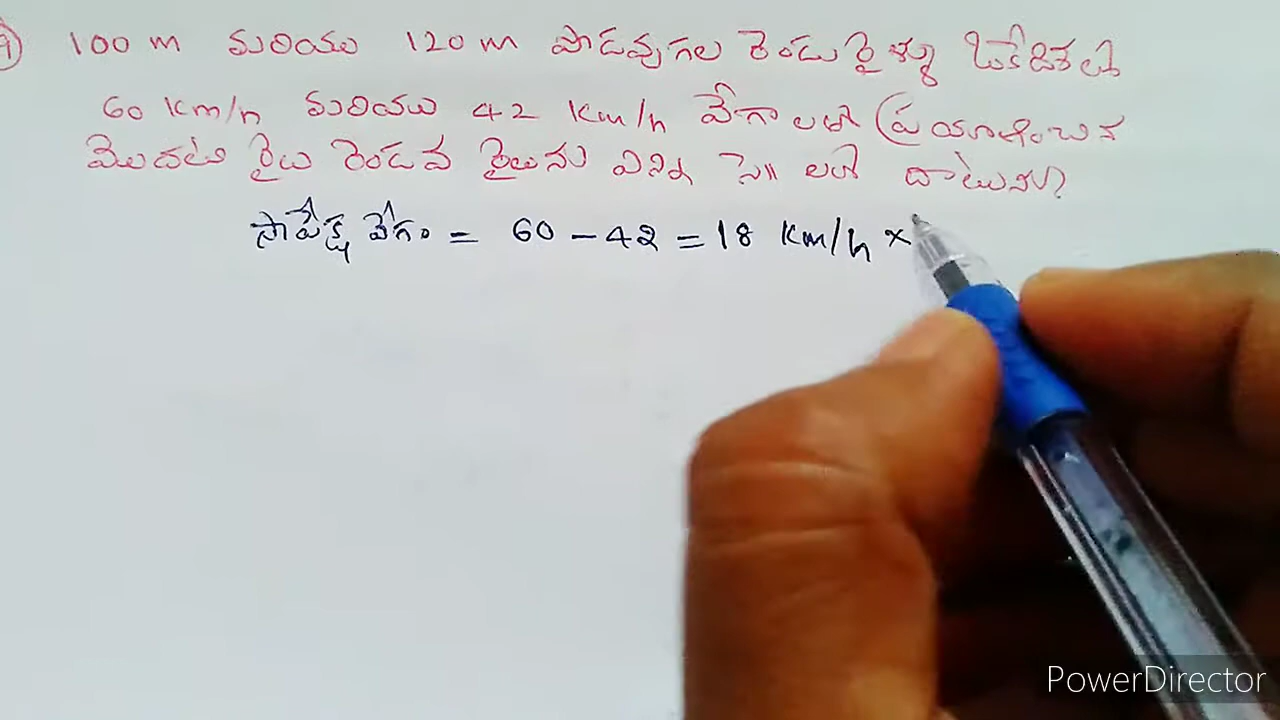 9
100 m మరియు 120 m పొడవుగల రెండు రైళ్ళు ఒకే దిశలో
60 Km/h మరియు 42 Km/h వేగాలతో ప్రయాణించిన
మొదటి రైలు రెండవ రైలును ఎన్ని సె॥ లలో దాటును?
సాపేక్ష వేగం = 60 - 42 = 18 Km/h ×
PowerDirector